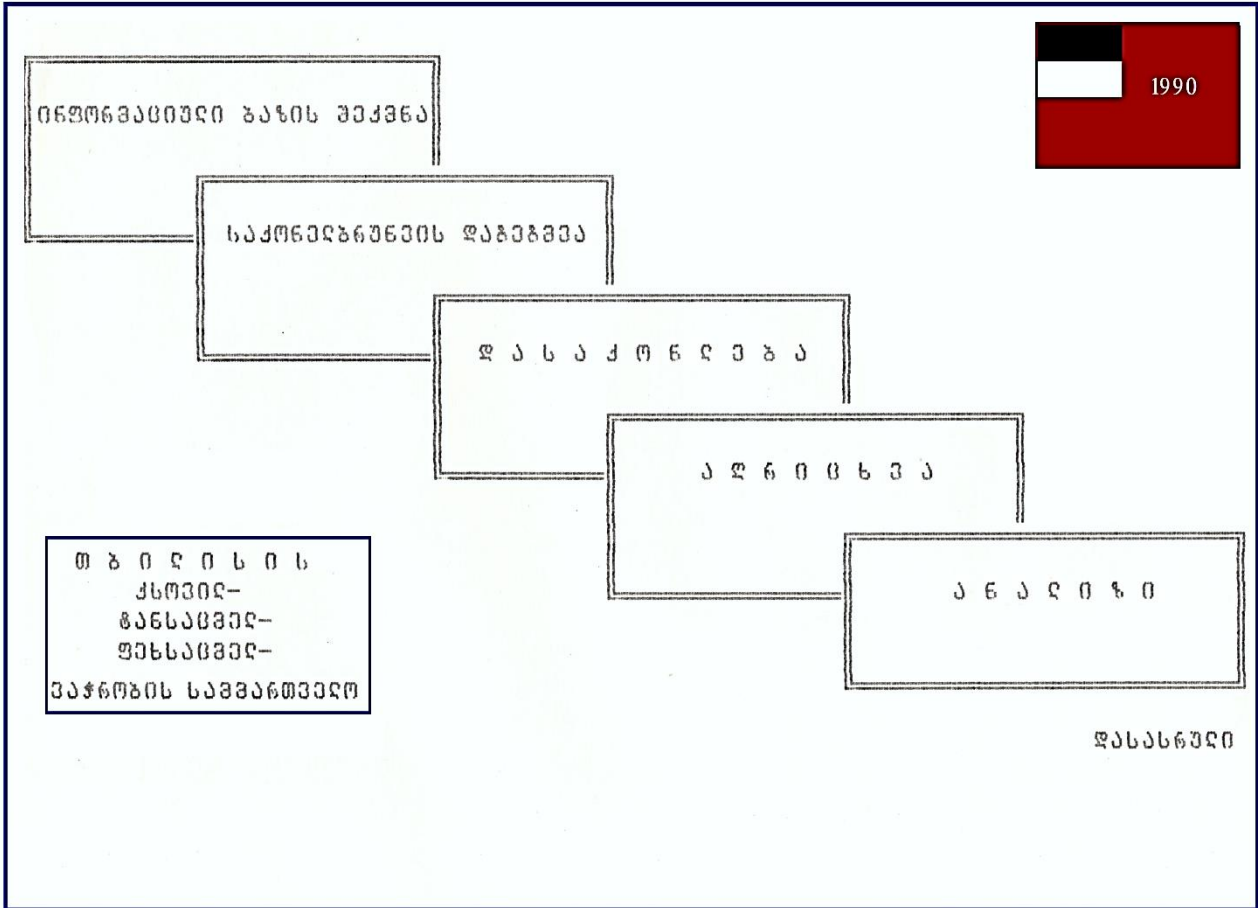 1990
ინფორმაციული ბაზის შექმნა
საქონელბრუნვის დაგეგმვა
დ ა ს ა ქ ო ნ ლ ე ბ ა
ა ღ რ ი ც ხ ვ ა
ა ნ ა ლ ი ზ ი
თ ბ ი ლ ი ს ი ს
ქსოვილ-
ტანსაცმელ-
ფეხსაცმელ-
ვაჭრობის სამმართველო
დასასრული